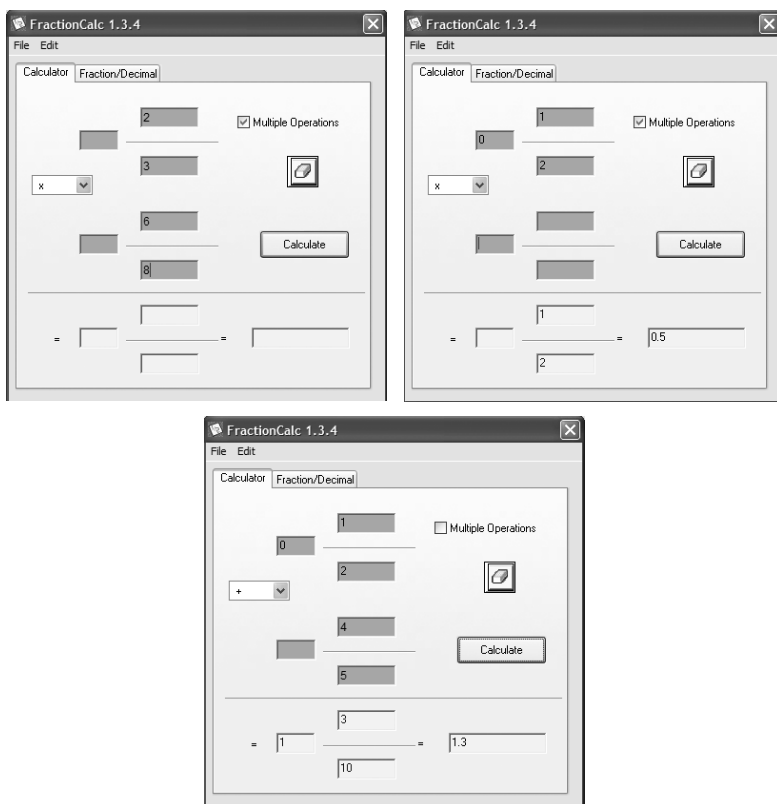 FractionCalc 1.3.4
File Edit
Calculator Fraction/Decimal
2
Multiple Operations
3
x
6
Calculate
8
= =
FractionCalc 1.3.4
File Edit
Calculator Fraction/Decimal
1
Multiple Operations
0
2
x
Calculate
1
= = 0.5
2
FractionCalc 1.3.4
File Edit
Calculator Fraction/Decimal
1
Multiple Operations
0
2
+
4
Calculate
5
3
= 1 = 1.3
10